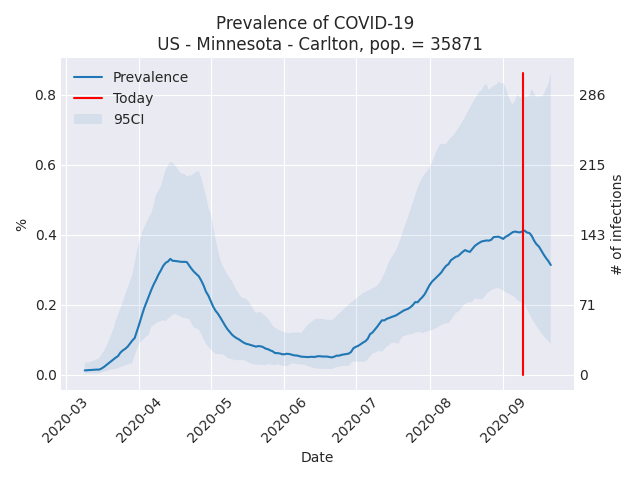 Prevalence of COVID-19
US - Minnesota - Carlton, pop. = 35871
Prevalence
Today
95CI
%
0.8
0.6
0.4
0.2
0.0
286
215
143
71
0
# of infections
2020-03
2020-04
2020-05
2020-06
2020-07
2020-08
2020-09
Date